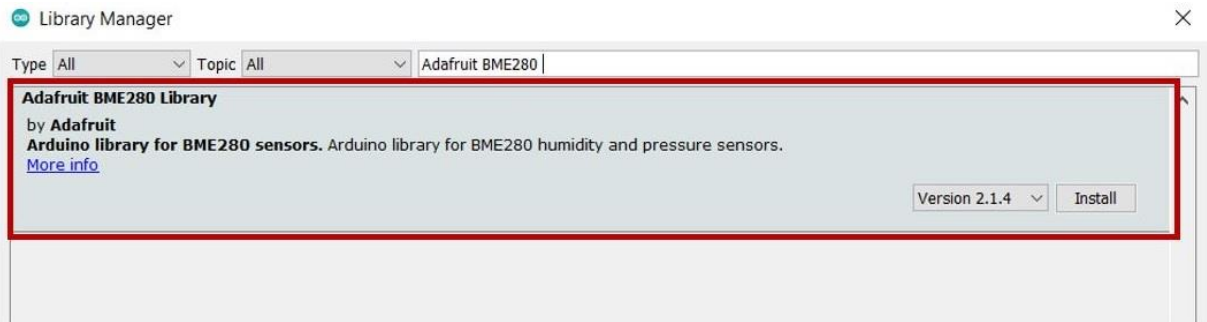 Library Manager
Type All Topic All Adafruit BME280
Adafruit BME280 Library
by Adafruit
Arduino library for BME280 sensors. Arduino library for BME280 humidity and pressure sensors.
More info
Version 2.1.4 Install